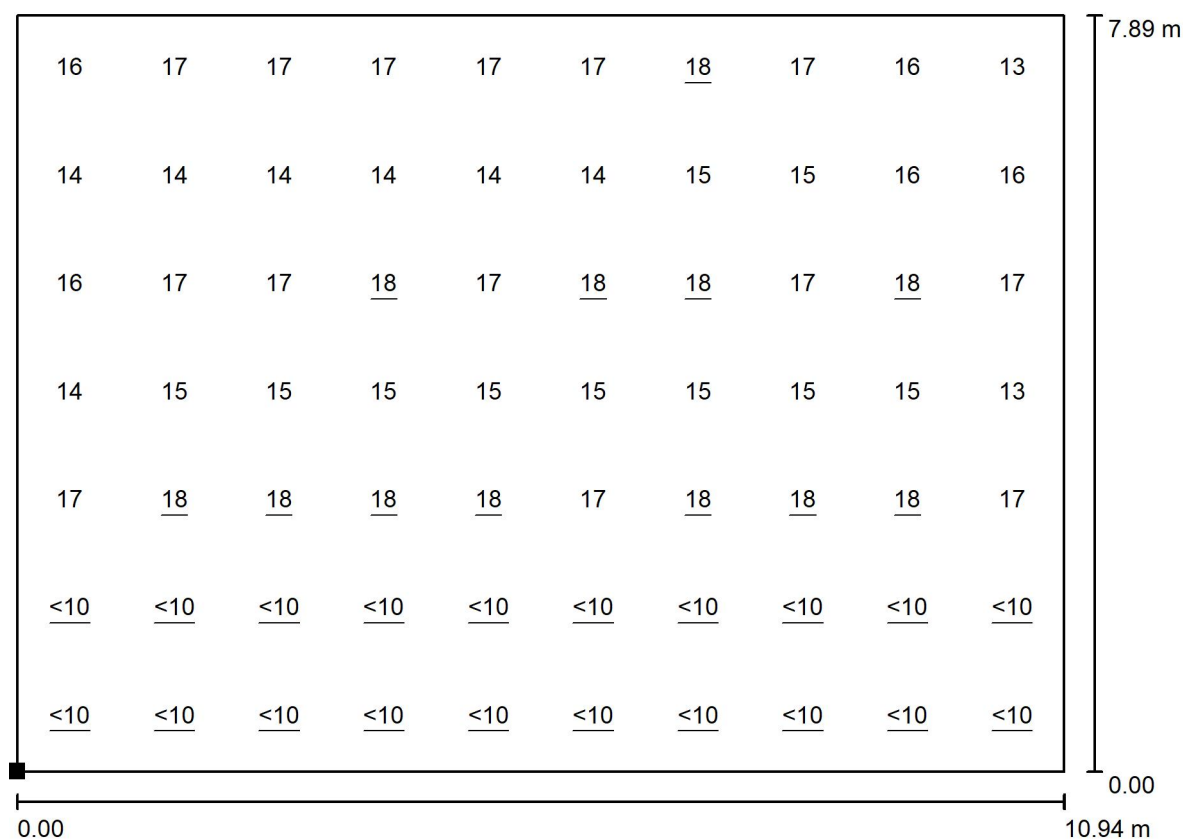 7.89 m
16 17 17 17 17 17 18 17 16 13
14 14 14 14 14 14 15 15 16 16
16 17 17 18 17 18 18 17 18 17
14 15 15 15 15 15 15 15 15 13
17 18 18 18 18 17 18 18 18 17
<10 <10 <10 <10 <10 <10 <10 <10 <10 <10
<10 <10 <10 <10 <10 <10 <10 <10 <10 <10
0.00
0.00 10.94 m